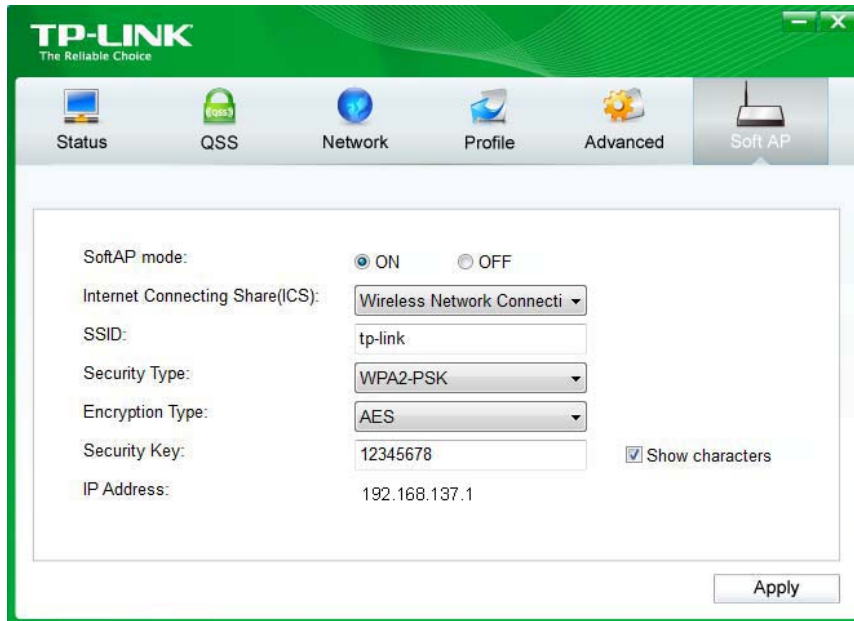 TP-LINK
The Reliable Choice
Status QSS Network Profile Advanced Soft AP
SoftAP mode: ON OFF
Internet Connecting Share(ICS): Wireless Network Connecti
SSID: tp-link
Security Type: WPA2-PSK
Encryption Type: AES
Security Key: 12345678 Show characters
IP Address: 192.168.137.1
Apply